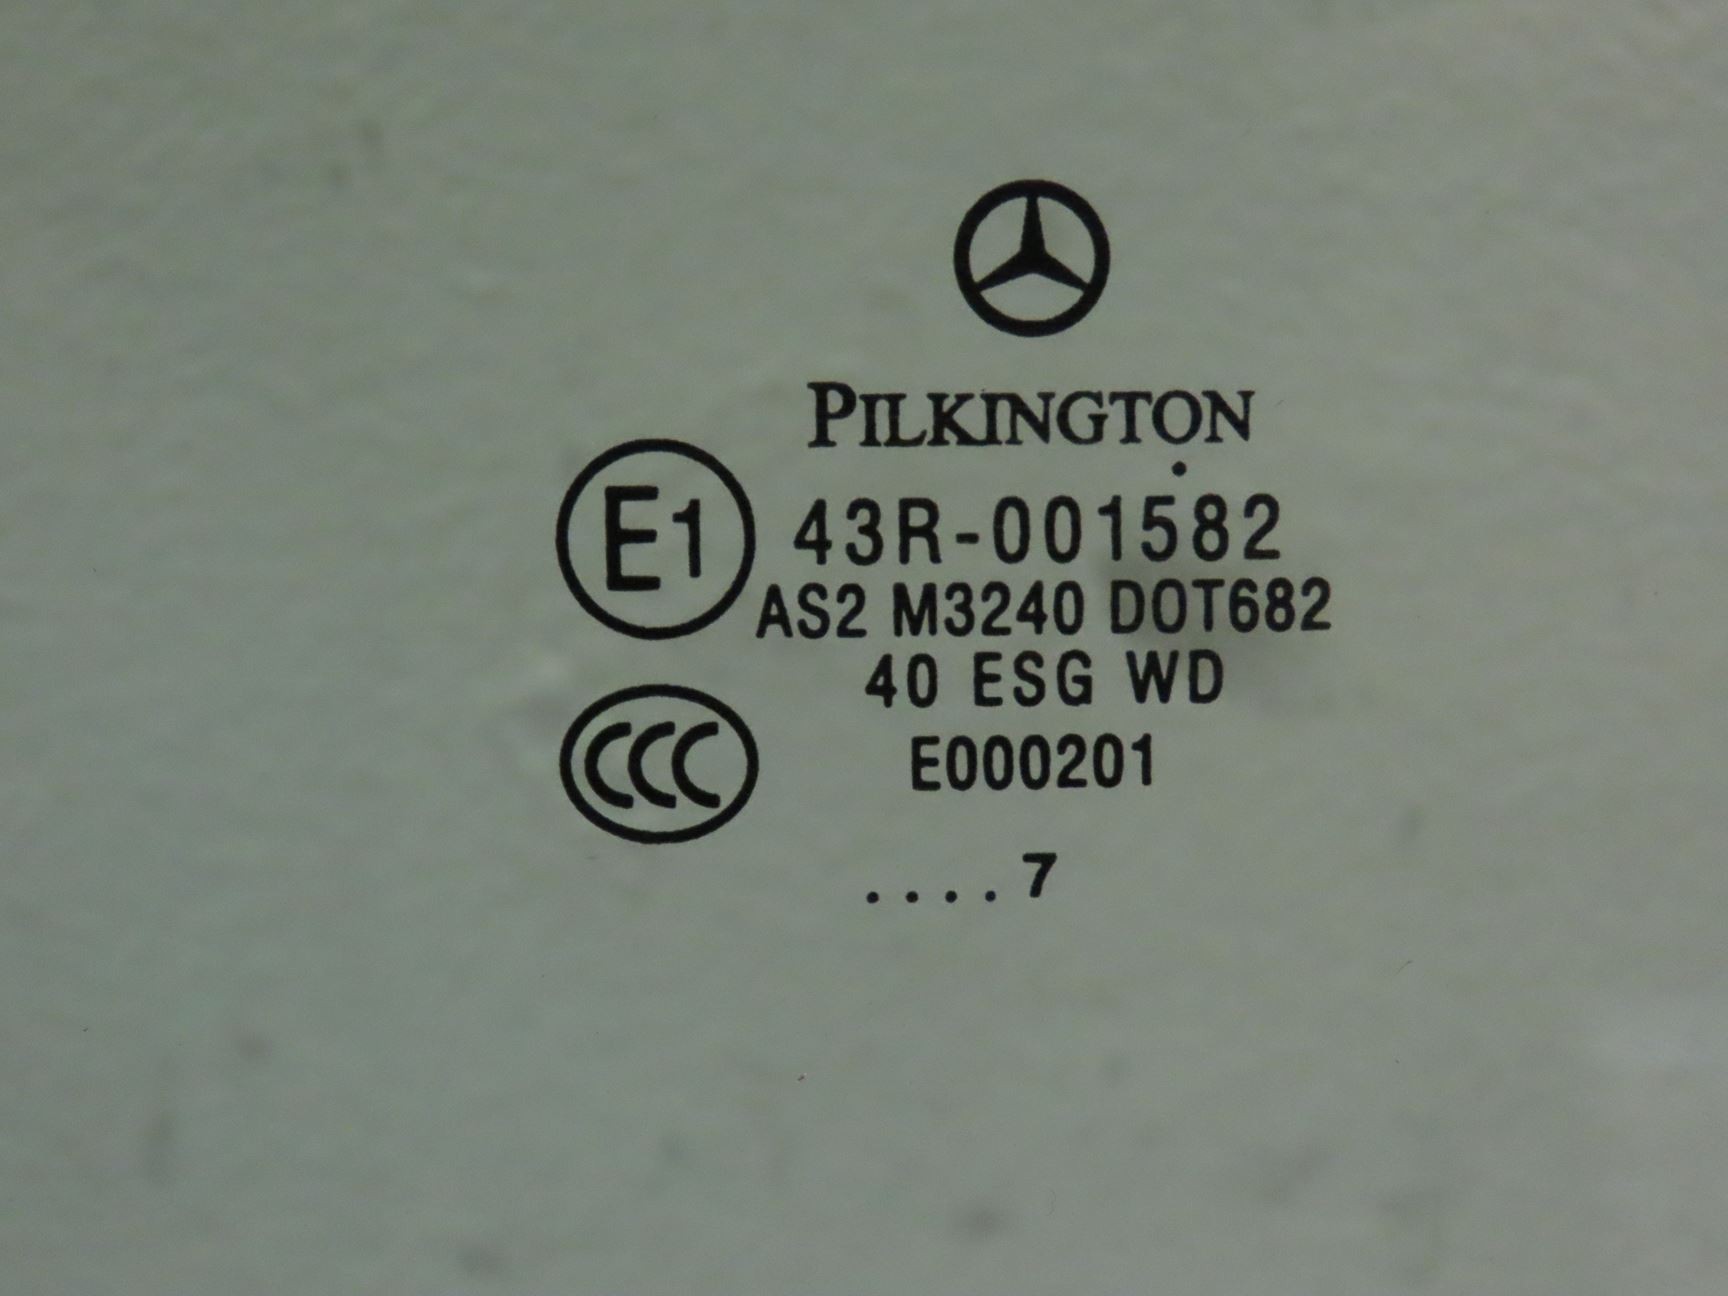 PILKINGTON
E1 43R-001582
AS2 M3240 DOT682
40 ESG WD
CCC E000201
....7